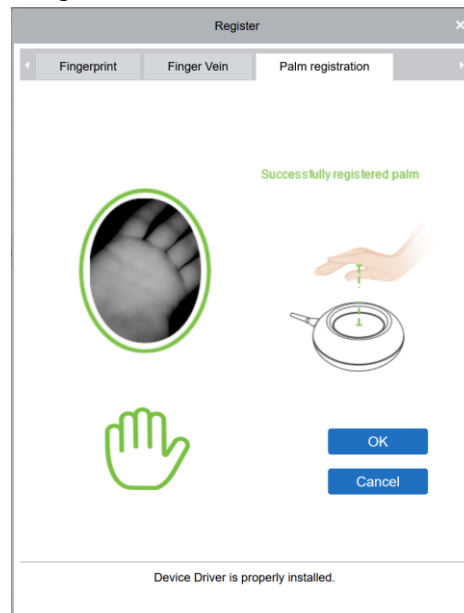 Register
Fingerprint
Finger Vein
Palm registration
Successfully registered palm
OK
Cancel
Device Driver is properly installed.